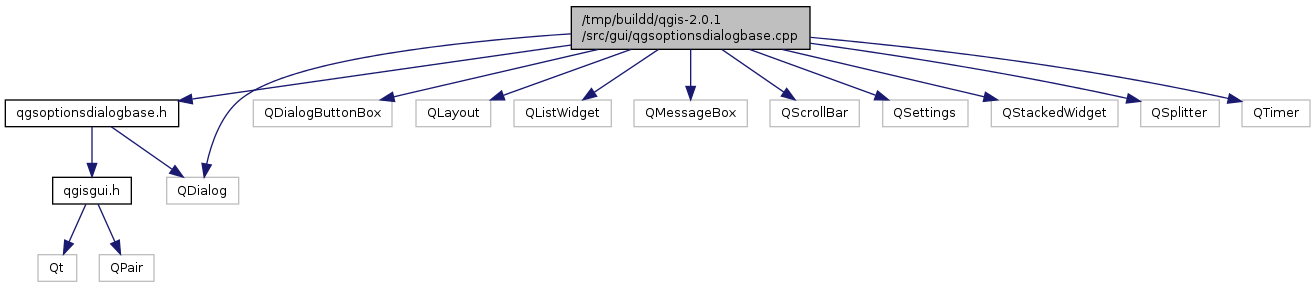 /tmp/buildd/qgis-2.0.1
/src/gui/qgsoptionsdialogbase.cpp
qgsoptionsdialogbase.h
QDialogButtonBox
QLayout
QListWidget
QMessageBox
QScrollBar
QSettings
QStackedWidget
QSplitter
QTimer
qgisgui.h
QDialog
Qt
QPair